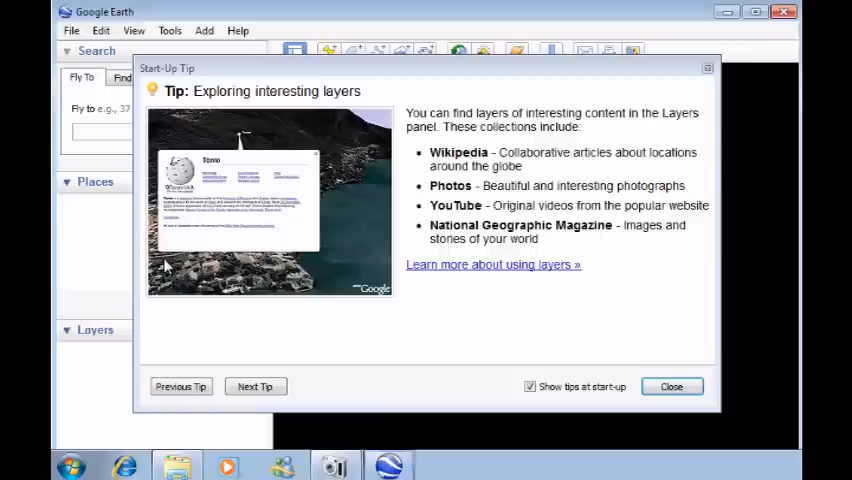 Google Earth
File Edit View Tools Add Help
Search
Start-Up Tip
Fly To Find
Tip: Exploring interesting layers
Fly to e.g., 37
You can find layers of interesting content in the Layers
panel. These collections include:
• Wikipedia - Collaborative articles about locations
around the globe
• Photos - Beautiful and interesting photographs
• YouTube - Original videos from the popular website
• National Geographic Magazine - Images and
stories of your world
Learn more about using layers »
Places
Google
Layers
Previous Tip Next Tip Show tips at start-up Close